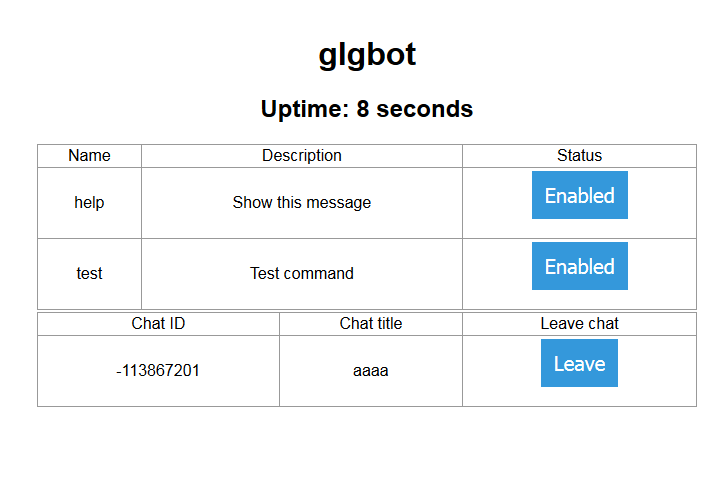 glgbot
Uptime: 8 seconds
Name Description Status
help Show this message Enabled
test Test command Enabled
Chat ID Chat title Leave chat
-113867201 aaaa Leave